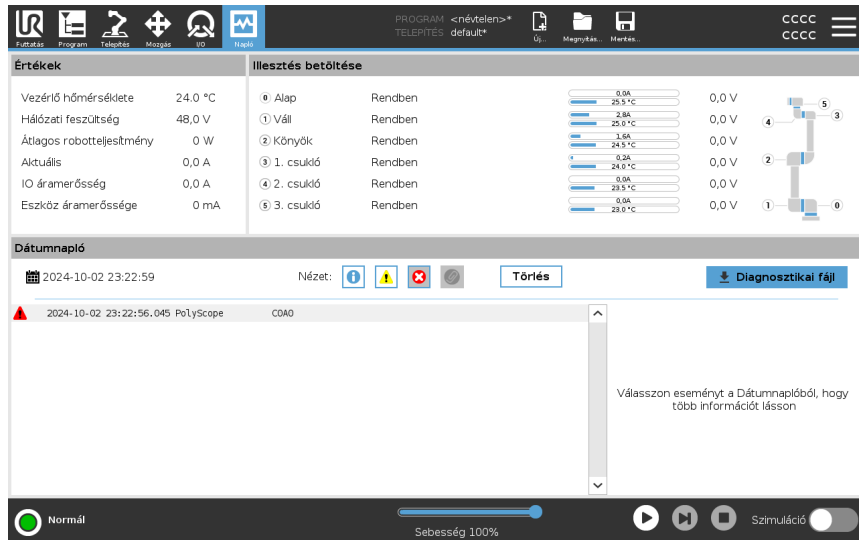 UR
Futtatás Program Telepítés Mozgás I/O Napló
PROGRAM <névtelen>*
TELEPÍTÉS default*
Új... Megnyitás... Mentés...
CCCC
CCCC
Értékek
Vezérlő hőmérséklete 24.0 °C
Hálózati feszültség 48,0 V
Átlagos robotteljesítmény 0 W
Aktuális 0,0 A
IO áramerősség 0,0 A
Eszköz áramerőssége 0 mA
Illesztés betöltése
0 Alap Rendben 0,0A 25.5 °C 0,0 V
1 Váll Rendben 2,8A 25.0 °C 0,0 V
2 Könyök Rendben 1,6A 24.5 °C 0,0 V
3 1. csukló Rendben 0,2A 24.0 °C 0,0 V
4 2. csukló Rendben 0,0A 23.5 °C 0,0 V
5 3. csukló Rendben 0,0A 23.0 °C 0,0 V
5
3
4
2
1 0
Dátumnapló
2024-10-02 23:22:59 Nézet: Törlés Diagnosztikai fájl
2024-10-02 23:22:56.045 PolyScope C0A0
Válasszon eseményt a Dátumnaplóból, hogy
több információt lásson
Normál
Sebesség 100%
Szimuláció